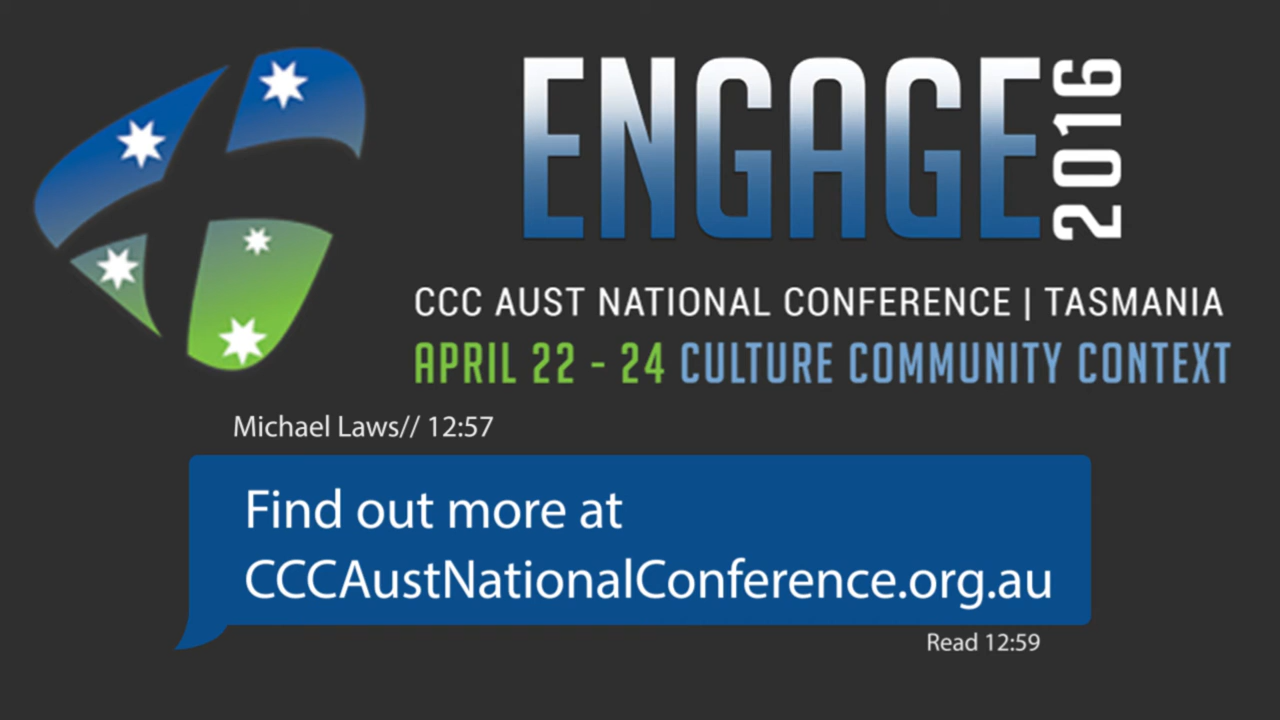 ENGAGE 2016
CCC AUST NATIONAL CONFERENCE | TASMANIA
APRIL 22 - 24 CULTURE COMMUNITY CONTEXT
Michael Laws// 12:57
Find out more at
CCCAustNationalConference.org.au
Read 12:59